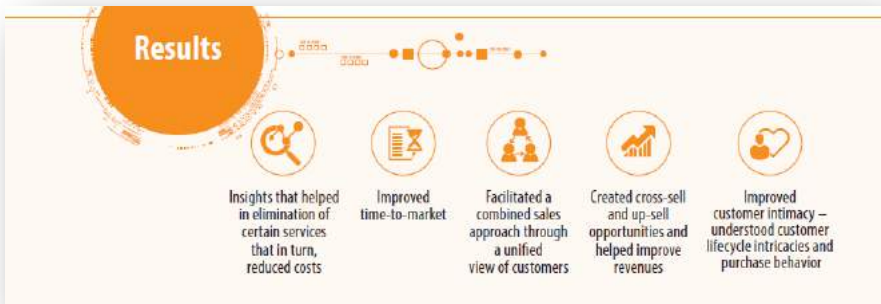 Results
Insights that helped
in elimination of
certain services
that in turn,
reduced costs
Improved
time-to-market
Facilitated a
combined sales
approach through
a unified
view of customers
Created cross-sell
and up-sell
opportunities and
helped improve
revenues
Improved
customer intimacy –
understood customer
lifecycle intricacies and
purchase behavior